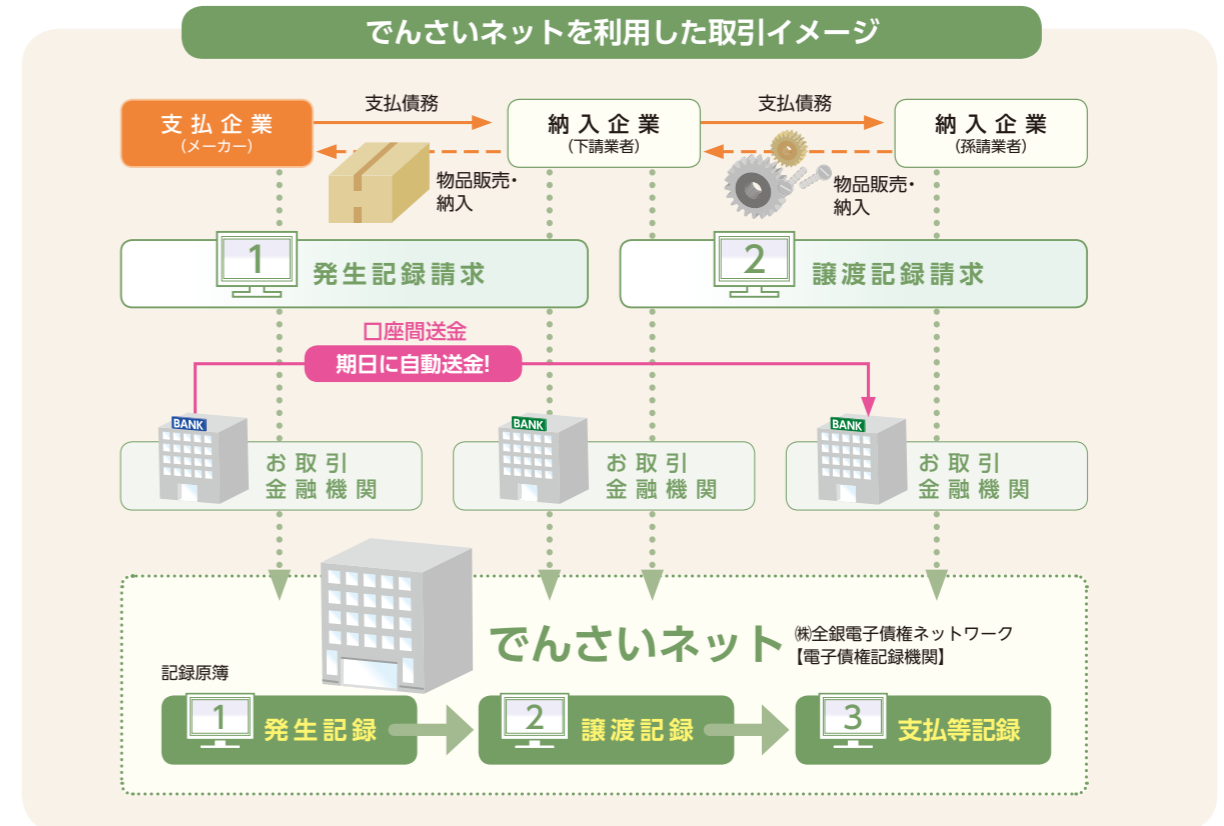 でんさいネットを利用した取引イメージ
支払企業
(メーカー)
支払債務
納入企業
(下請業者)
支払債務
納入企業
(孫請業者)
物品販売・
納入
物品販売・
納入
1
発生記録請求
2
譲渡記録請求
口座間送金
期日に自動送金!
BANK
お取引
金融機関
BANK
お取引
金融機関
BANK
お取引
金融機関
でんさいネット
㈱全銀電子債権ネットワーク
【電子債権記録機関】
記録原簿
1
発生記録
2
譲渡記録
3
支払等記録